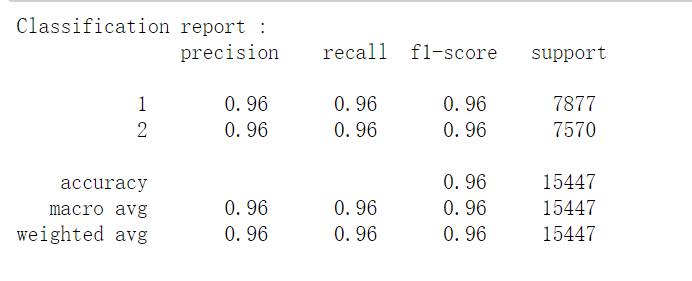 Classification report :
precision recall f1-score support
1 0.96 0.96 0.96 7877
2 0.96 0.96 0.96 7570
accuracy 0.96 15447
macro avg 0.96 0.96 0.96 15447
weighted avg 0.96 0.96 0.96 15447